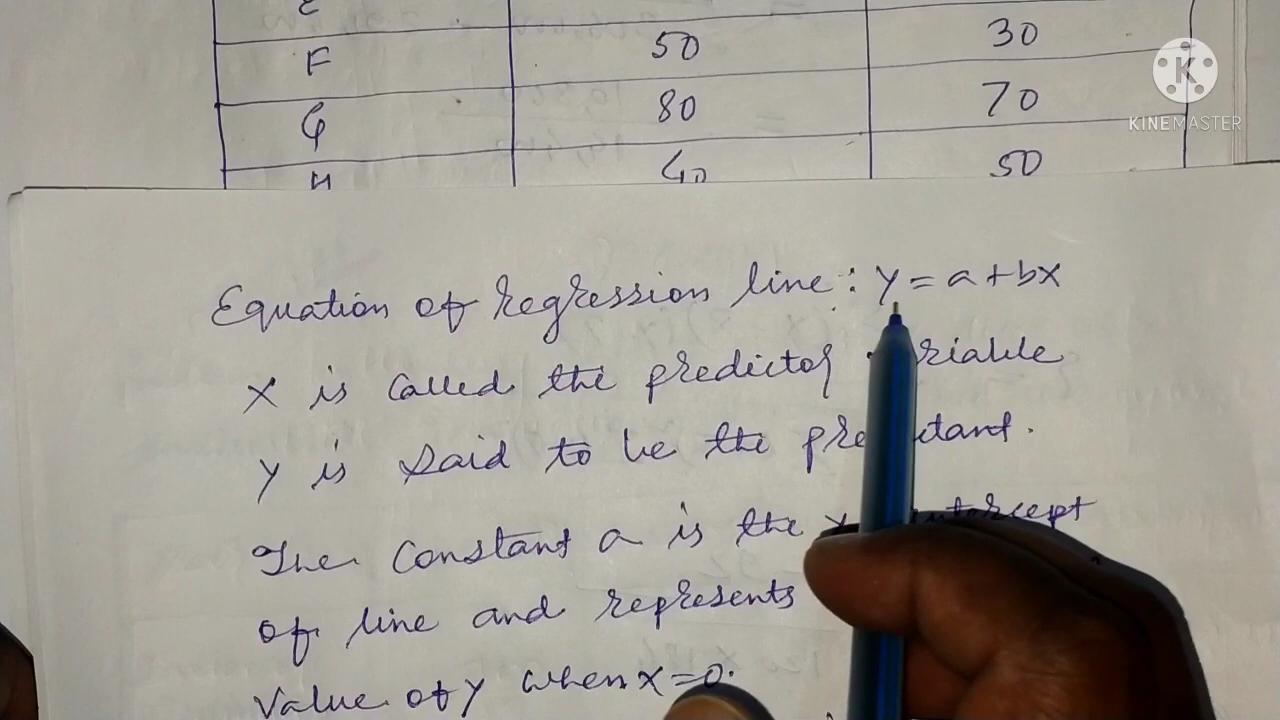 F 50 30
G 80 70
H 50
KINEMASTER
Equation of regression line: Y = a + bx
X is called the predictor
Y is said to be the
The Constant a is the intercept
of line and represents
Value of Y when X = 0.